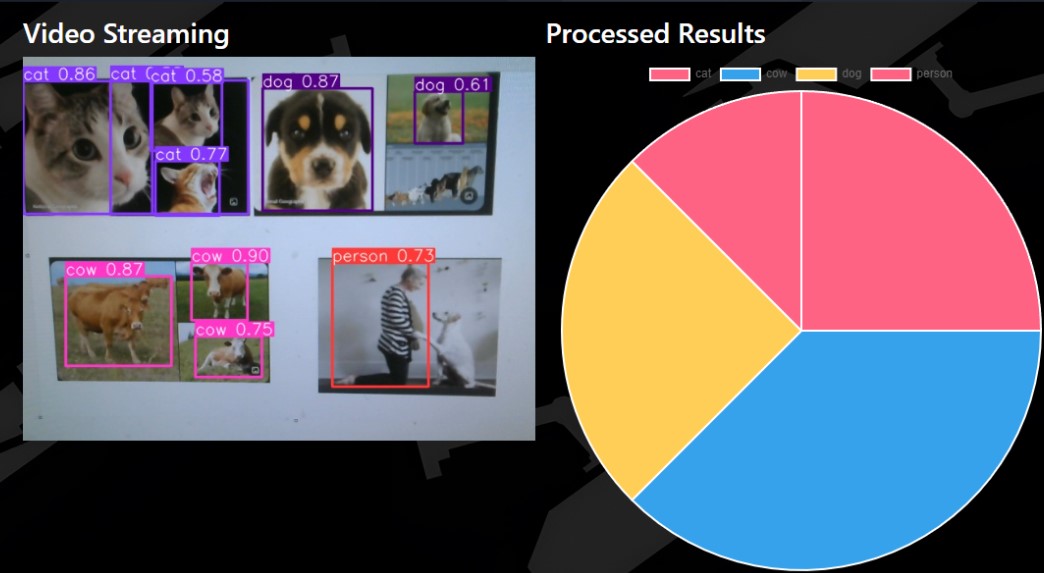 Video Streaming
Processed Results
cat cow dog person
cat 0.86 cat cat 0.58 dog 0.87 dog 0.61
cat 0.77
cow 0.87 cow 0.90 person 0.73
cow 0.75